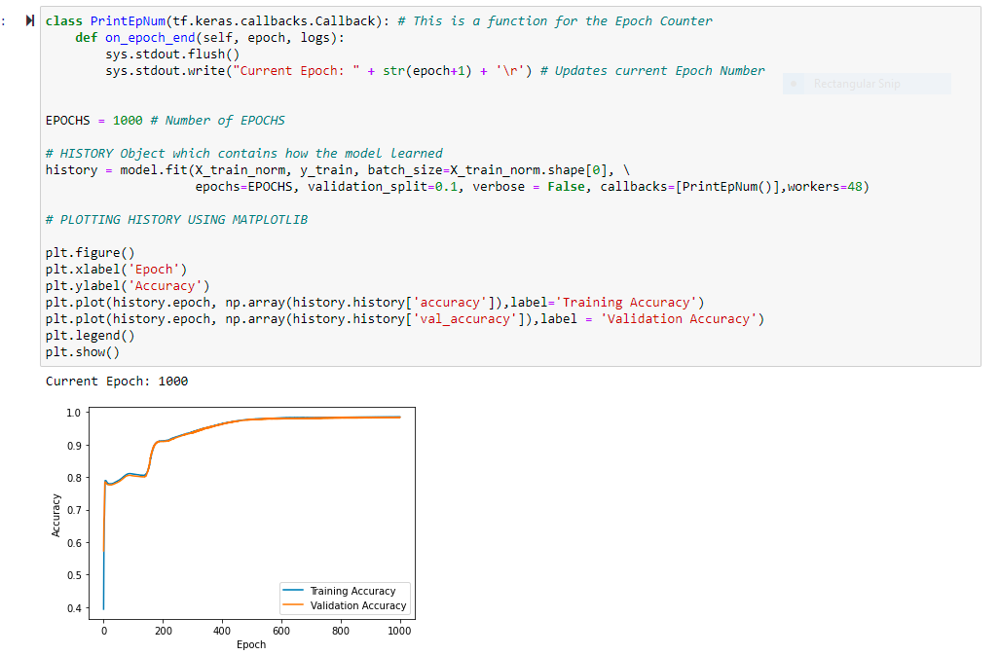 class PrintEpNum(tf.keras.callbacks.Callback): # This is a function for the Epoch Counter
    def on_epoch_end(self, epoch, logs):
        sys.stdout.flush()
        sys.stdout.write("Current Epoch: " + str(epoch+1) + '\r') # Updates current Epoch Number
Rectangular Snip
EPOCHS = 1000 # Number of EPOCHS
# HISTORY Object which contains how the model learned
history = model.fit(X_train_norm, y_train, batch_size=X_train_norm.shape[0], \
                    epochs=EPOCHS, validation_split=0.1, verbose = False, callbacks=[PrintEpNum()],workers=48)
# PLOTTING HISTORY USING MATPLOTLIB
plt.figure()
plt.xlabel('Epoch')
plt.ylabel('Accuracy')
plt.plot(history.epoch, np.array(history.history['accuracy']),label='Training Accuracy')
plt.plot(history.epoch, np.array(history.history['val_accuracy']),label = 'Validation Accuracy')
plt.legend()
plt.show()
Current Epoch: 1000
1.0
0.9
0.8
0.7
0.6
0.5
0.4
Accuracy
Training Accuracy
Validation Accuracy
0 200 400 600 800 1000
Epoch